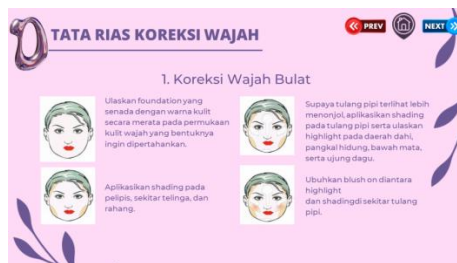 TATA RIAS KOREKSI WAJAH
PREV
NEXT
1. Koreksi Wajah Bulat
Ulaskan foundation yang
senada dengan warna kulit
secara merata pada permukaan
kulit wajah yang bentuknya
ingin dipertahankan.
Supaya tulang pipi terlihat lebih
menonjol, aplikasikan shading
pada tulang pipi serta ulaskan
highlight pada daerah dahi,
pangkal hidung, bawah mata,
serta ujung dagu.
Aplikasikan shading pada
pelipis, sekitar telinga, dan
rahang.
Ubuhkan blush on diantara
highlight
dan shadingdi sekitar tulang
pipi.